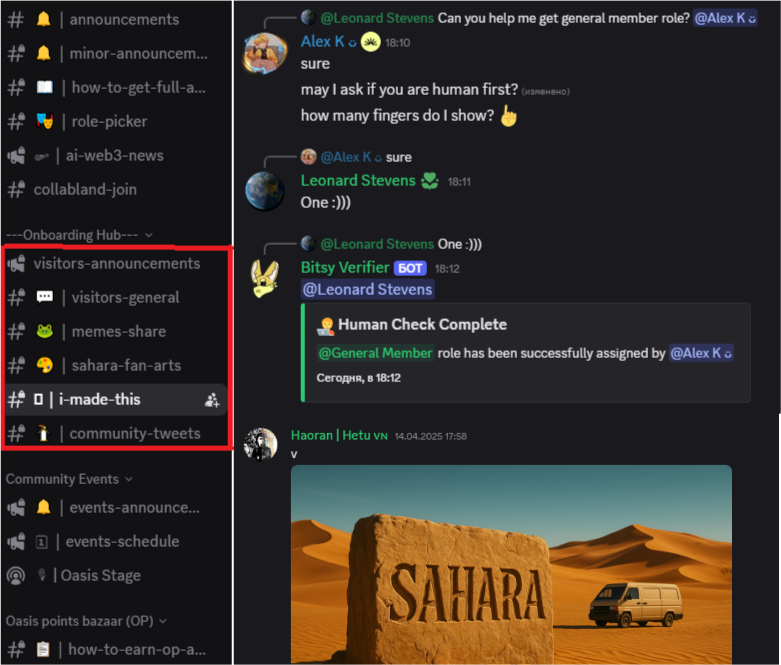 announcements
minor-announcem...
| how-to-get-full-a...
| role-picker
| ai-web3-news
collabland-join
---Onboarding Hub---
visitors-announcements
| visitors-general
| memes-share
| sahara-fan-arts
| i-made-this
| community-tweets
Community Events
| events-announce...
| events-schedule
| Oasis Stage
Oasis points bazaar (OP)
| how-to-earn-op-a...
@Leonard Stevens Can you help me get general member role? @Alex K
Alex K 18:10
sure
may I ask if you are human first? (изменено)
how many fingers do I show? 👆
@Alex K sure
Leonard Stevens 18:11
One :)))
@Leonard Stevens One :)))
Bitsy Verifier БОТ 18:12
@Leonard Stevens
Human Check Complete
@General Member role has been successfully assigned by @Alex K
Сегодня, в 18:12
Haoran | Hetu VN 14.04.2025 17:58
v
SAHARA